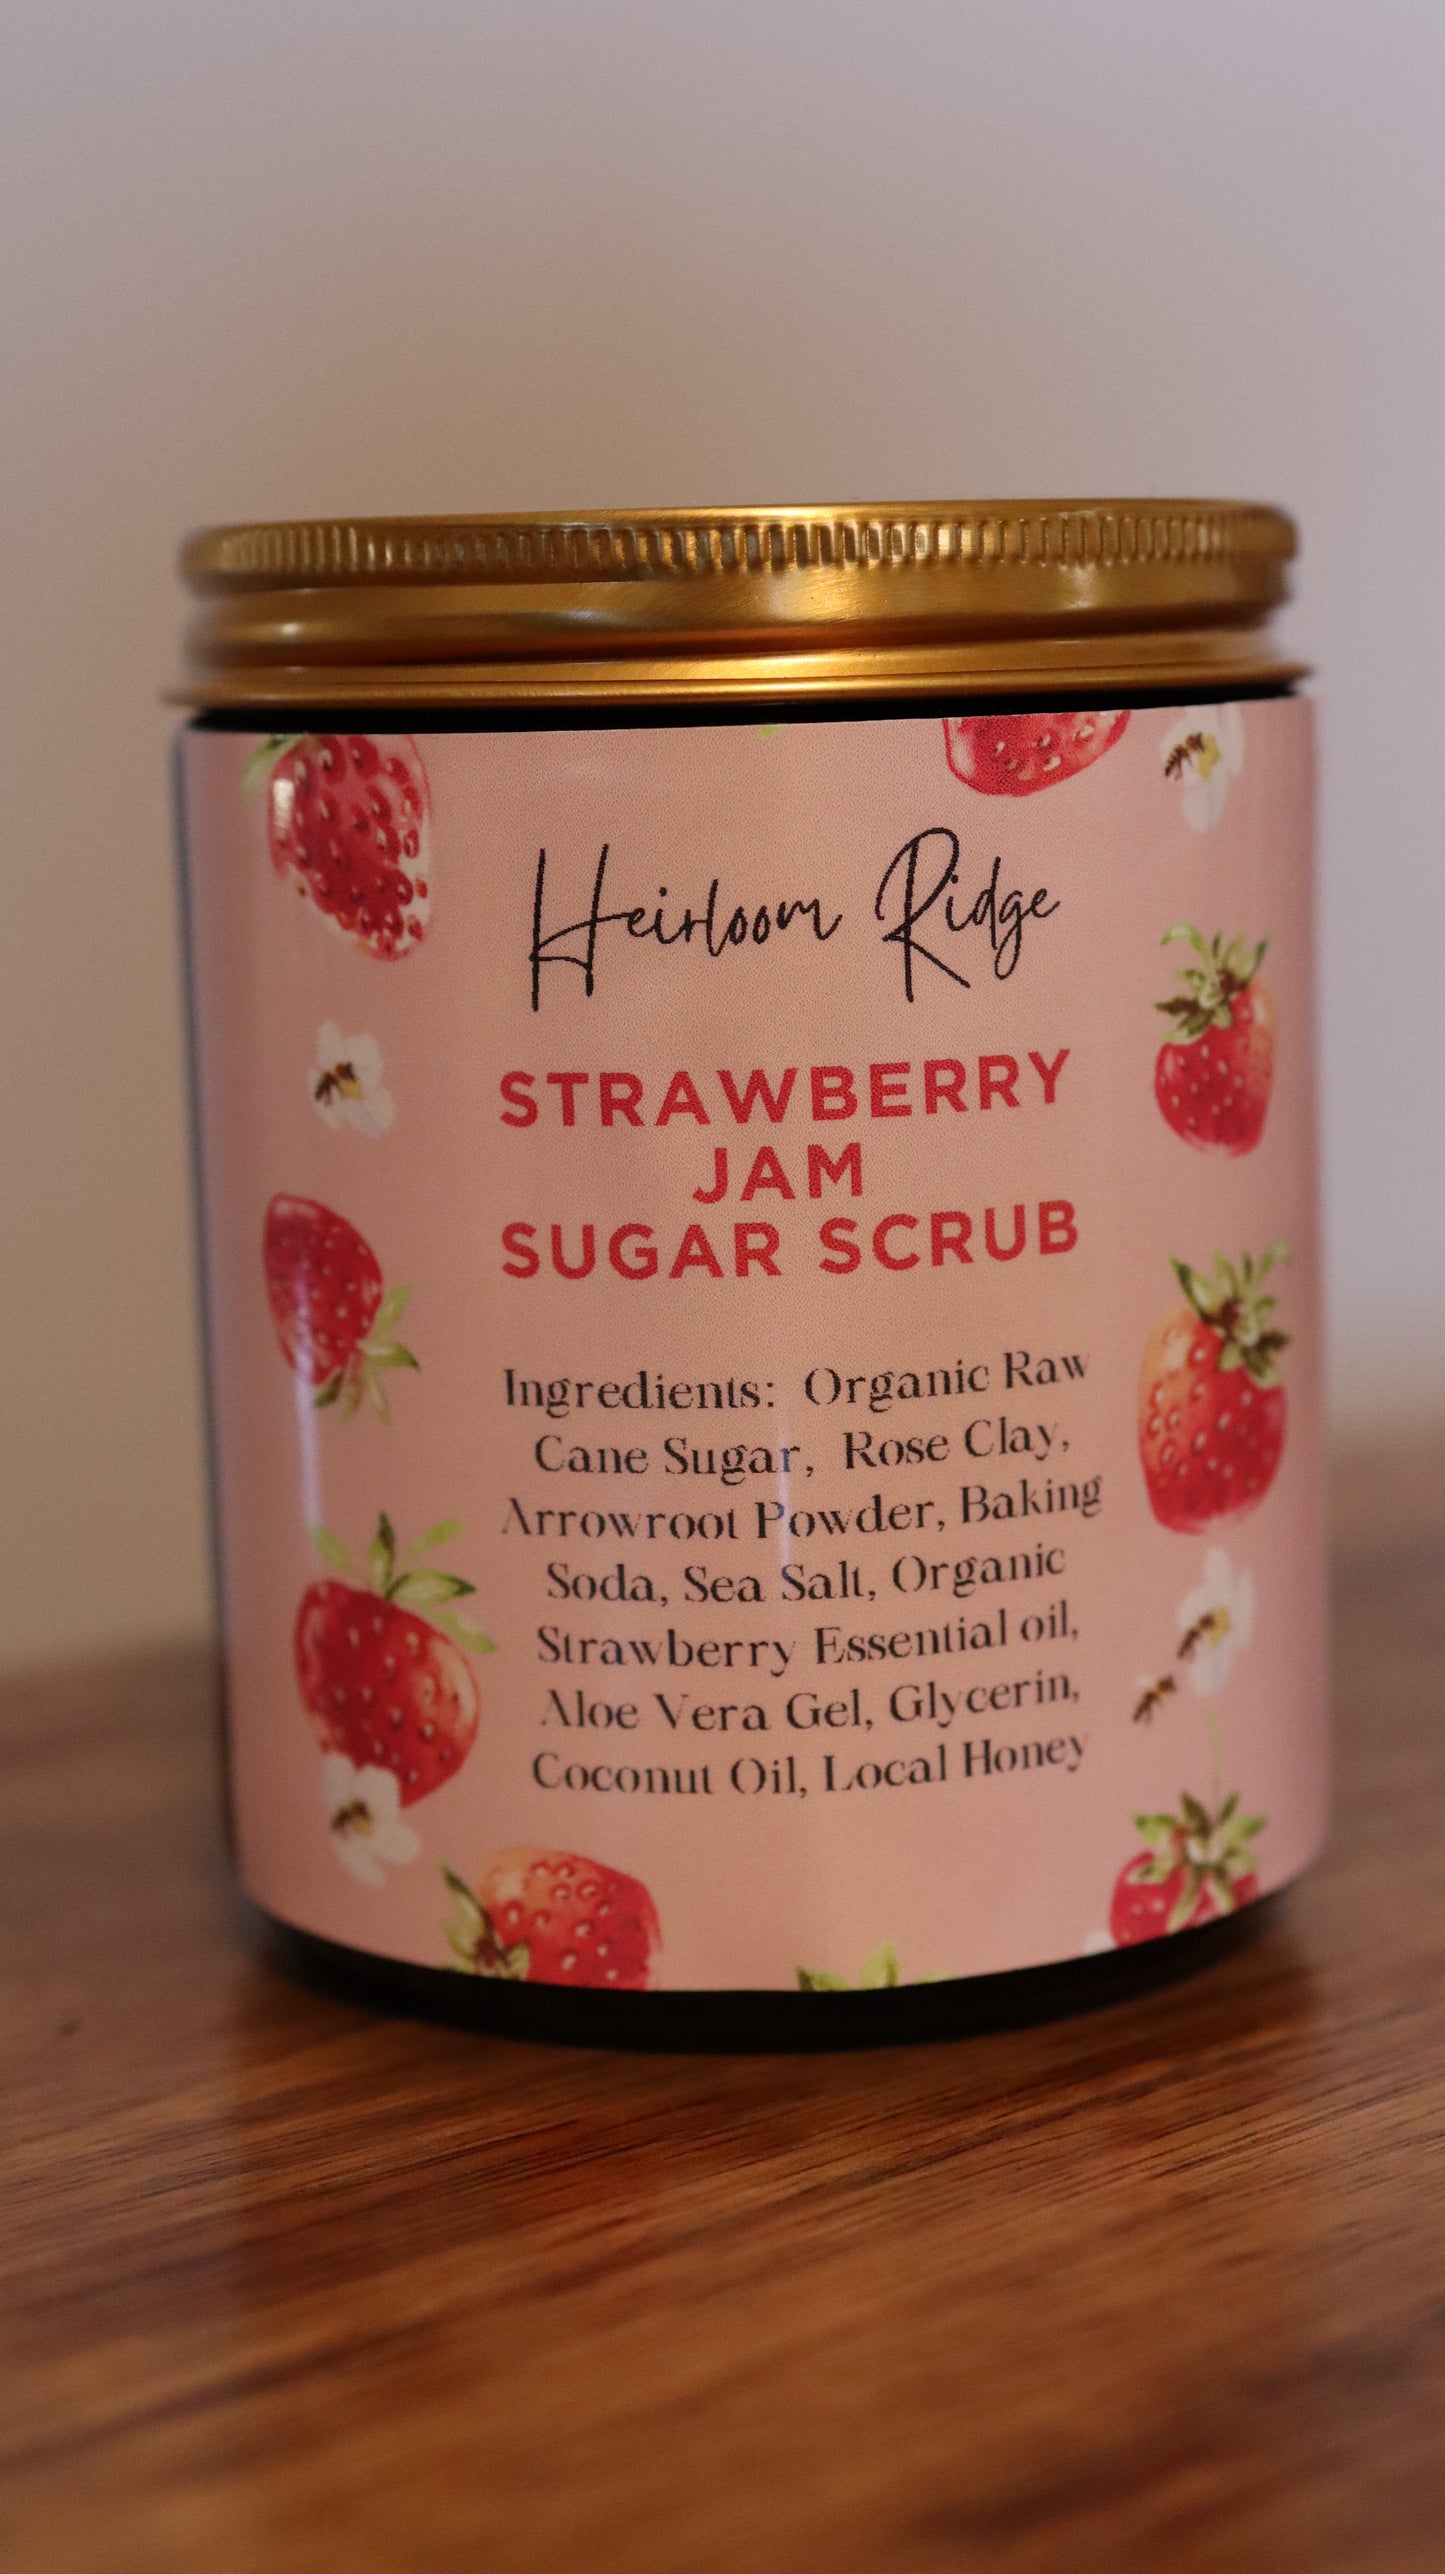 Heirloom Ridge
STRAWBERRY
JAM
SUGAR SCRUB
Ingredients: Organic Raw
Cane Sugar, Rose Clay,
Arrowroot Powder, Baking
Soda, Sea Salt, Organic
Strawberry Essential oil,
Aloe Vera Gel, Glycerin,
Coconut Oil, Local Honey